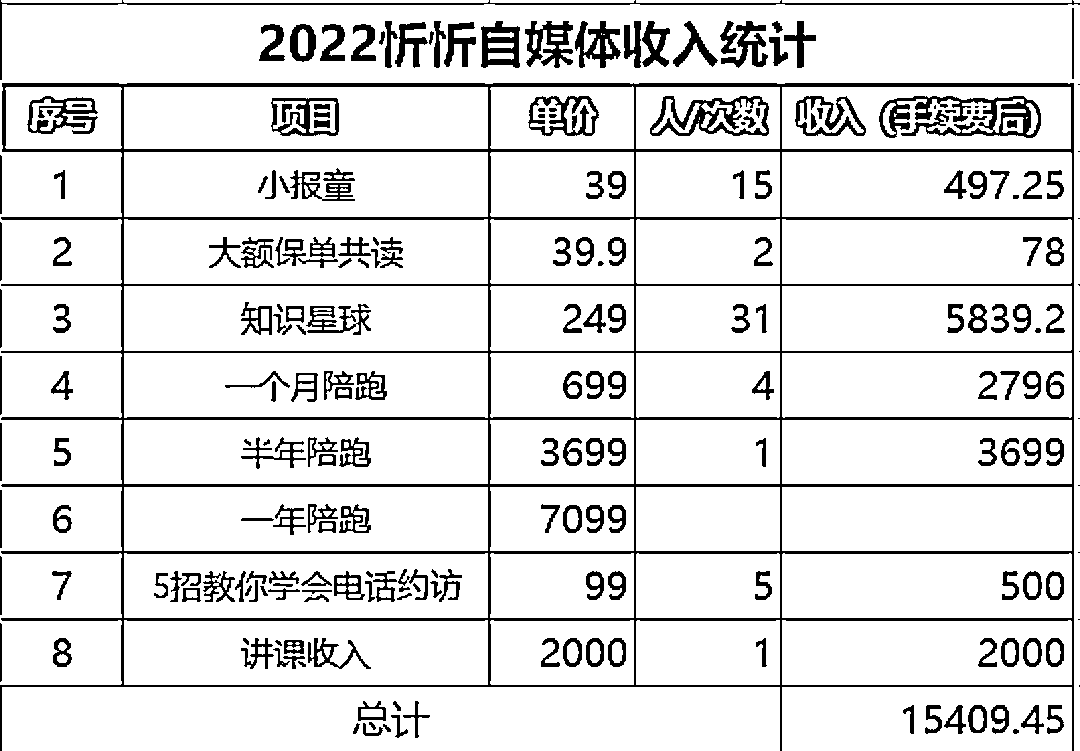 2022忻忻自媒体收入统计
序号 项目 单价 人/次数 收入（手续费后）
1 小报童 39 15 497.25
2 大额保单共读 39.9 2 78
3 知识星球 249 31 5839.2
4 一个月陪跑 699 4 2796
5 半年陪跑 3699 1 3699
6 一年陪跑 7099
7 5招教你学会电话约访 99 5 500
8 讲课收入 2000 1 2000
总计 15409.45